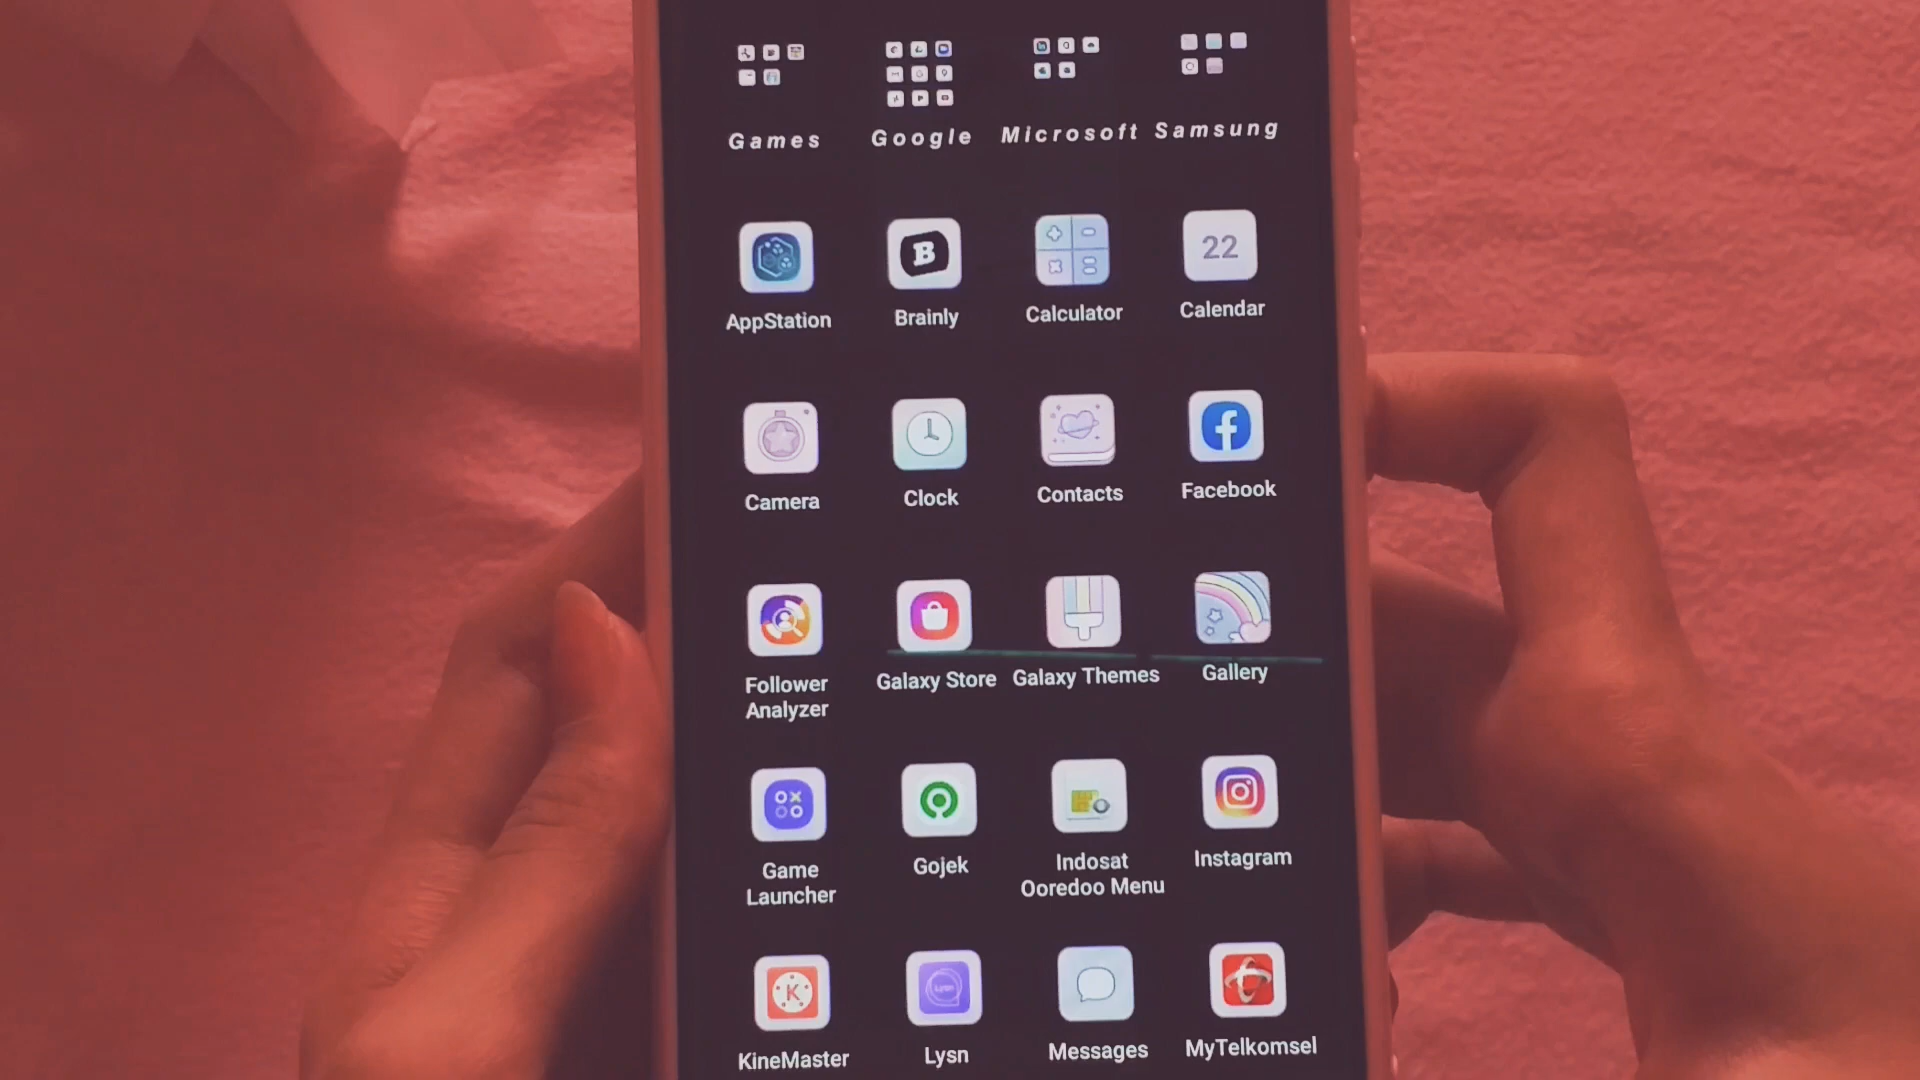 Games Google Microsoft Samsung
B
22
AppStation Brainly Calculator Calendar
Camera Clock Contacts Facebook
Follower
Analyzer
Galaxy Store Galaxy Themes Gallery
Game
Launcher
Gojek
Indosat
Ooredoo Menu
Instagram
K
Lysn
KineMaster Lysn Messages MyTelkomsel